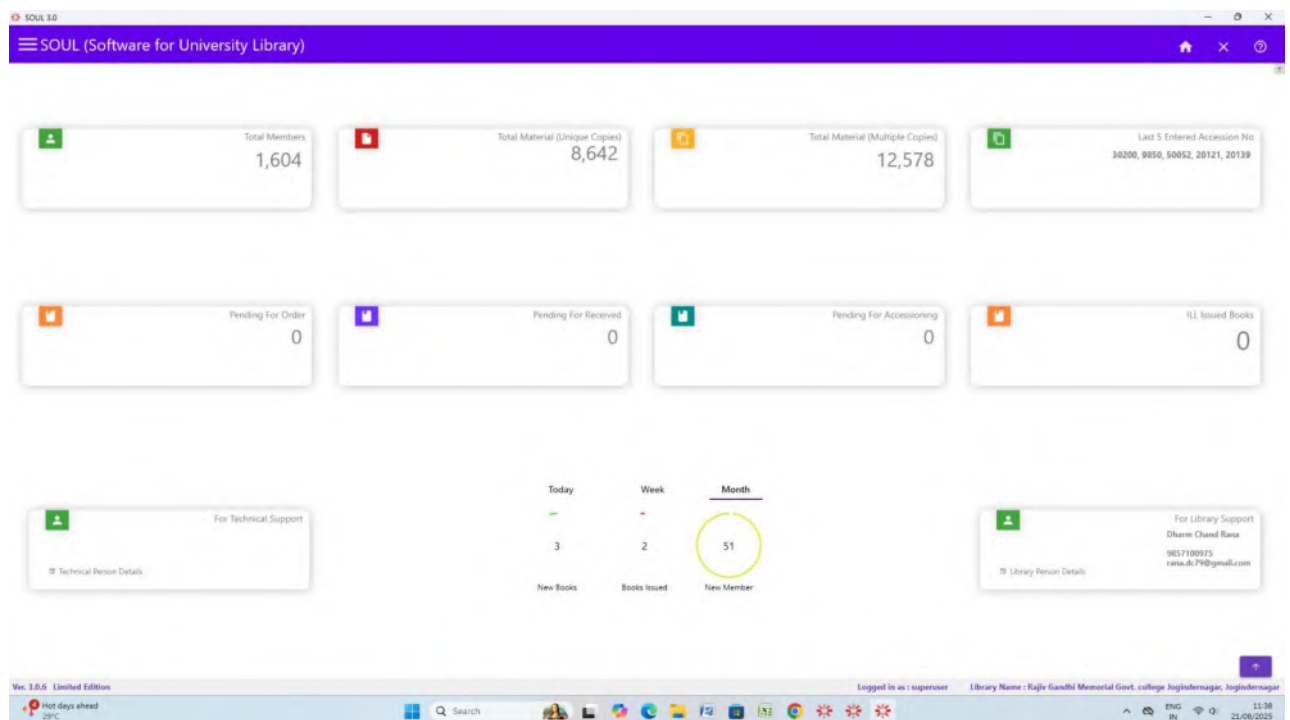 SOUL 3.0
SOUL (Software for University Library)
Total Members
1,604
Total Material (Unique Copies)
8,642
Total Material (Multiple Copies)
12,578
Last 5 Entered Accession No
30200, 9850, 50052, 20121, 20139
Pending For Order
0
Pending For Received
0
Pending For Accessioning
0
ILL Issued Books
0
Today
Week
Month
3
2
51
New Books
Books Issued
New Member
For Technical Support
Technical Person Details
For Library Support
Dharm Chand Rana
9857100975
rana.dc79@gmail.com
Library Person Details
Ver. 3.0.6 Limited Edition
Logged in as : superuser
Library Name : Rajiv Gandhi Memorial Govt. college Jogindernagar, Jogindernagar
Hot days ahead
29°C
Search
ENG
IN
11:38
21/08/2025